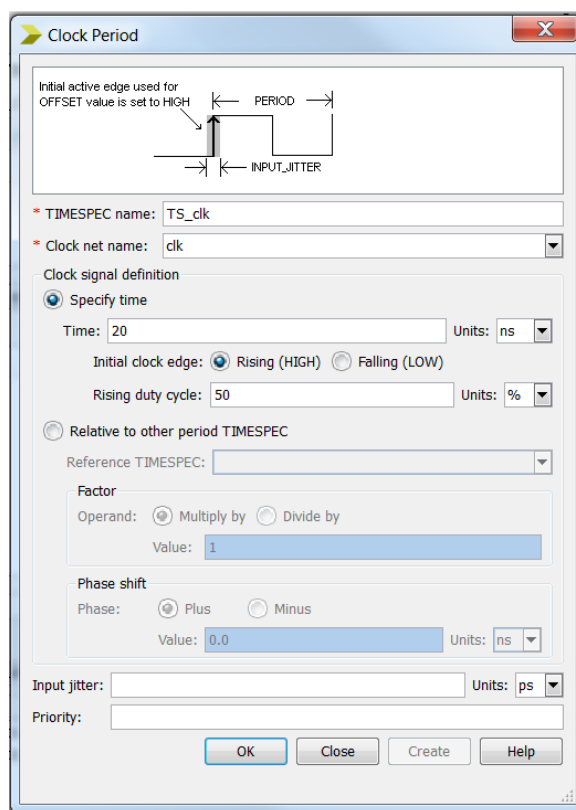 Clock Period
Initial active edge used for
OFFSET value is set to HIGH
PERIOD
INPUT_JITTER
* TIMESPEC name: TS_clk
* Clock net name: clk
Clock signal definition
Specify time
Time: 20 Units: ns
Initial clock edge: Rising (HIGH) Falling (LOW)
Rising duty cycle: 50 Units: %
Relative to other period TIMESPEC
Reference TIMESPEC:
Factor
Operand: Multiply by Divide by
Value: 1
Phase shift
Phase: Plus Minus
Value: 0.0 Units: ns
Input jitter: Units: ps
Priority:
OK Close Create Help